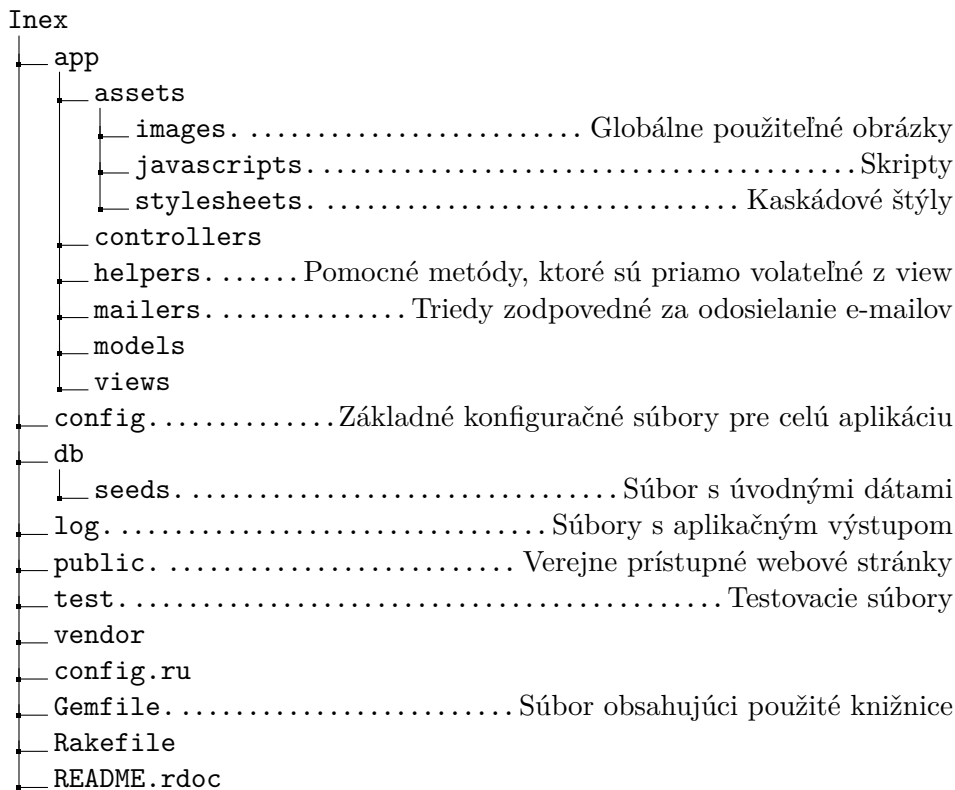 Inex
app
assets
images. . . . . . . . . . . . . . . . . . . . . . . . . . Globálne použiteľné obrázky
javascripts. . . . . . . . . . . . . . . . . . . . . . . . . . . . . . . . . . . . . . Skripty
stylesheets. . . . . . . . . . . . . . . . . . . . . . . . . . . . . . . Kaskádové štýly
controllers
helpers. . . . . . . Pomocné metódy, ktoré sú priamo volateľné z view
mailers. . . . . . . . . . . . . . . Triedy zodpovedné za odosielanie e-mailov
models
views
config. . . . . . . . . . . . . . Základné konfiguračné súbory pre celú aplikáciu
db
seeds. . . . . . . . . . . . . . . . . . . . . . . . . . . . . . . Súbor s úvodnými dátami
log. . . . . . . . . . . . . . . . . . . . . . . . . . . . . . . Súbory s aplikačným výstupom
public. . . . . . . . . . . . . . . . . . . . . . . . . . Verejne prístupné webové stránky
test. . . . . . . . . . . . . . . . . . . . . . . . . . . . . . . . . . . . . . . . . . Testovacie súbory
vendor
config.ru
Gemfile. . . . . . . . . . . . . . . . . . . . . . . . . Súbor obsahujúci použité knižnice
Rakefile
README.rdoc